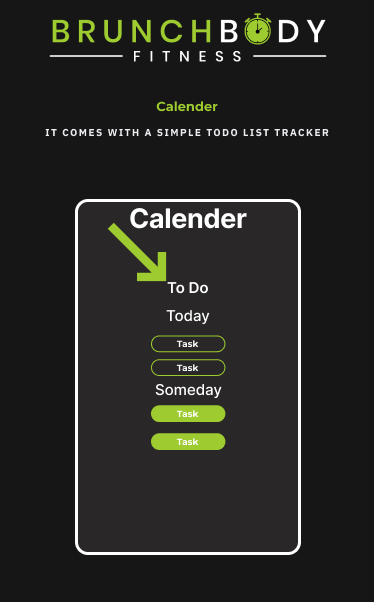 BRUNCHBODY
FITNESS
Calender
IT COMES WITH A SIMPLE TODO LIST TRACKER
Calender
To Do
Today
Task
Task
Someday
Task
Task